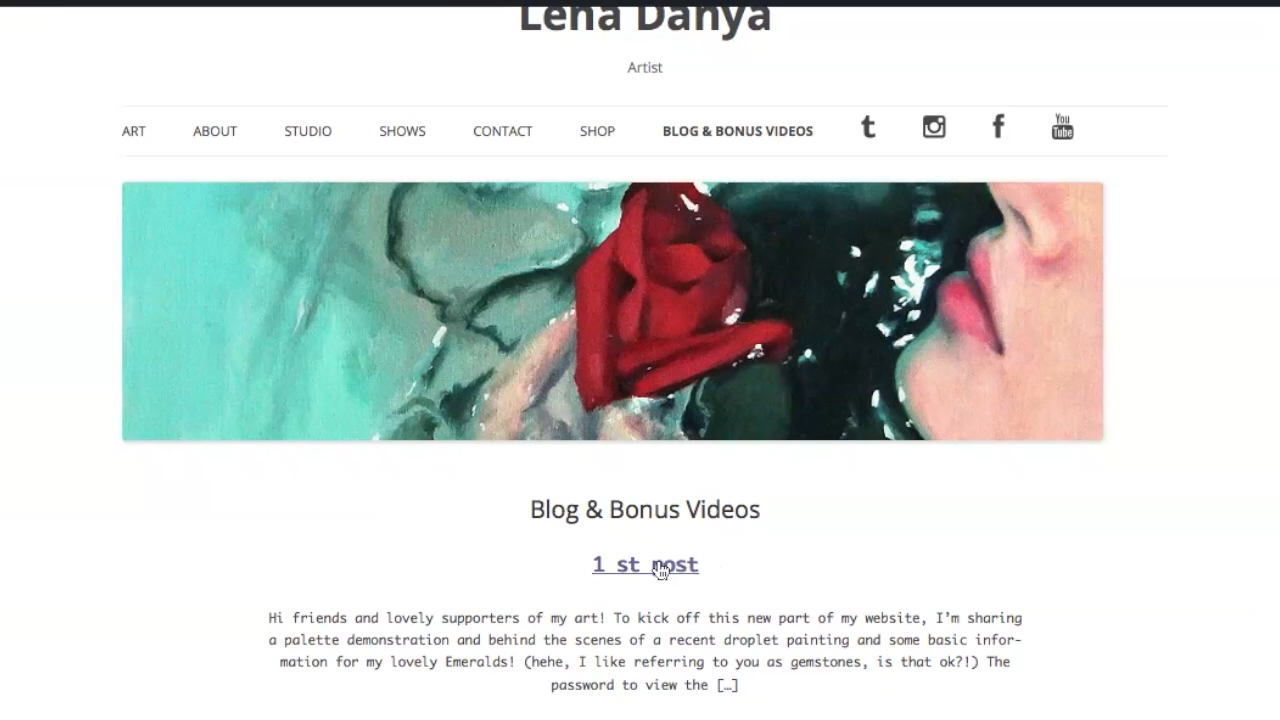 Lena Danya
Artist
ART ABOUT STUDIO SHOWS CONTACT SHOP BLOG & BONUS VIDEOS t f You Tube
Blog & Bonus Videos
1 st post
Hi friends and lovely supporters of my art! To kick off this new part of my website, I’m sharing
a palette demonstration and behind the scenes of a recent droplet painting and some basic infor-
mation for my lovely Emeralds! (hehe, I like referring to you as gemstones, is that ok?!) The
password to view the […]